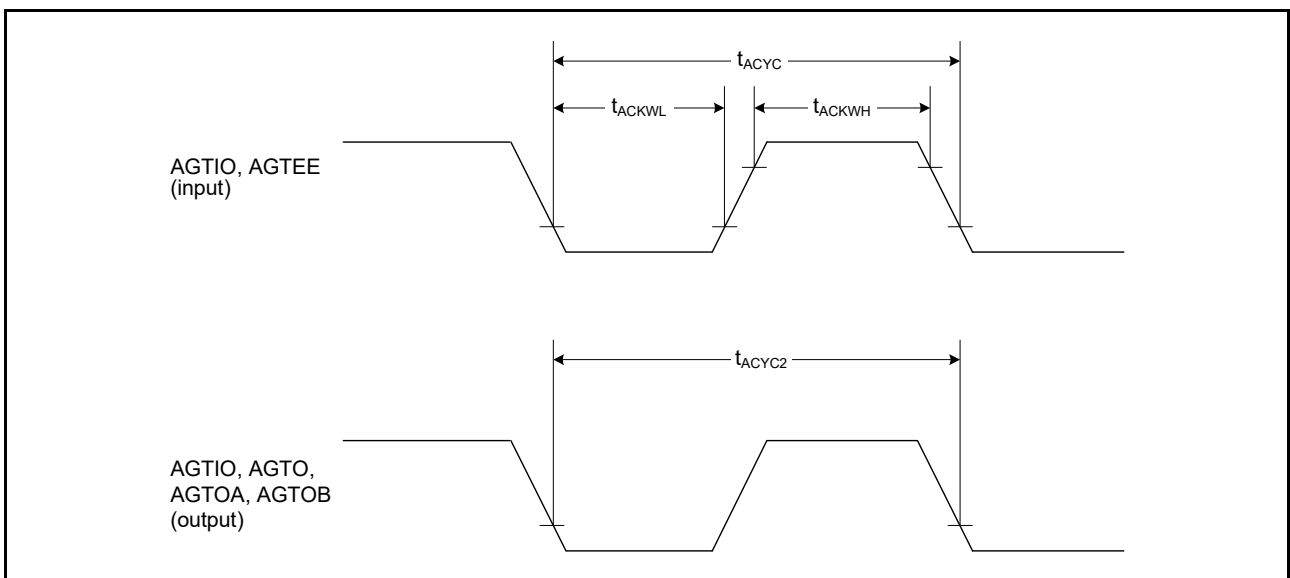 tACYC
tACKWL
tACKWH
AGTIO, AGTEE
(input)
tACYC2
AGTIO, AGTO,
AGTOA, AGTOB
(output)